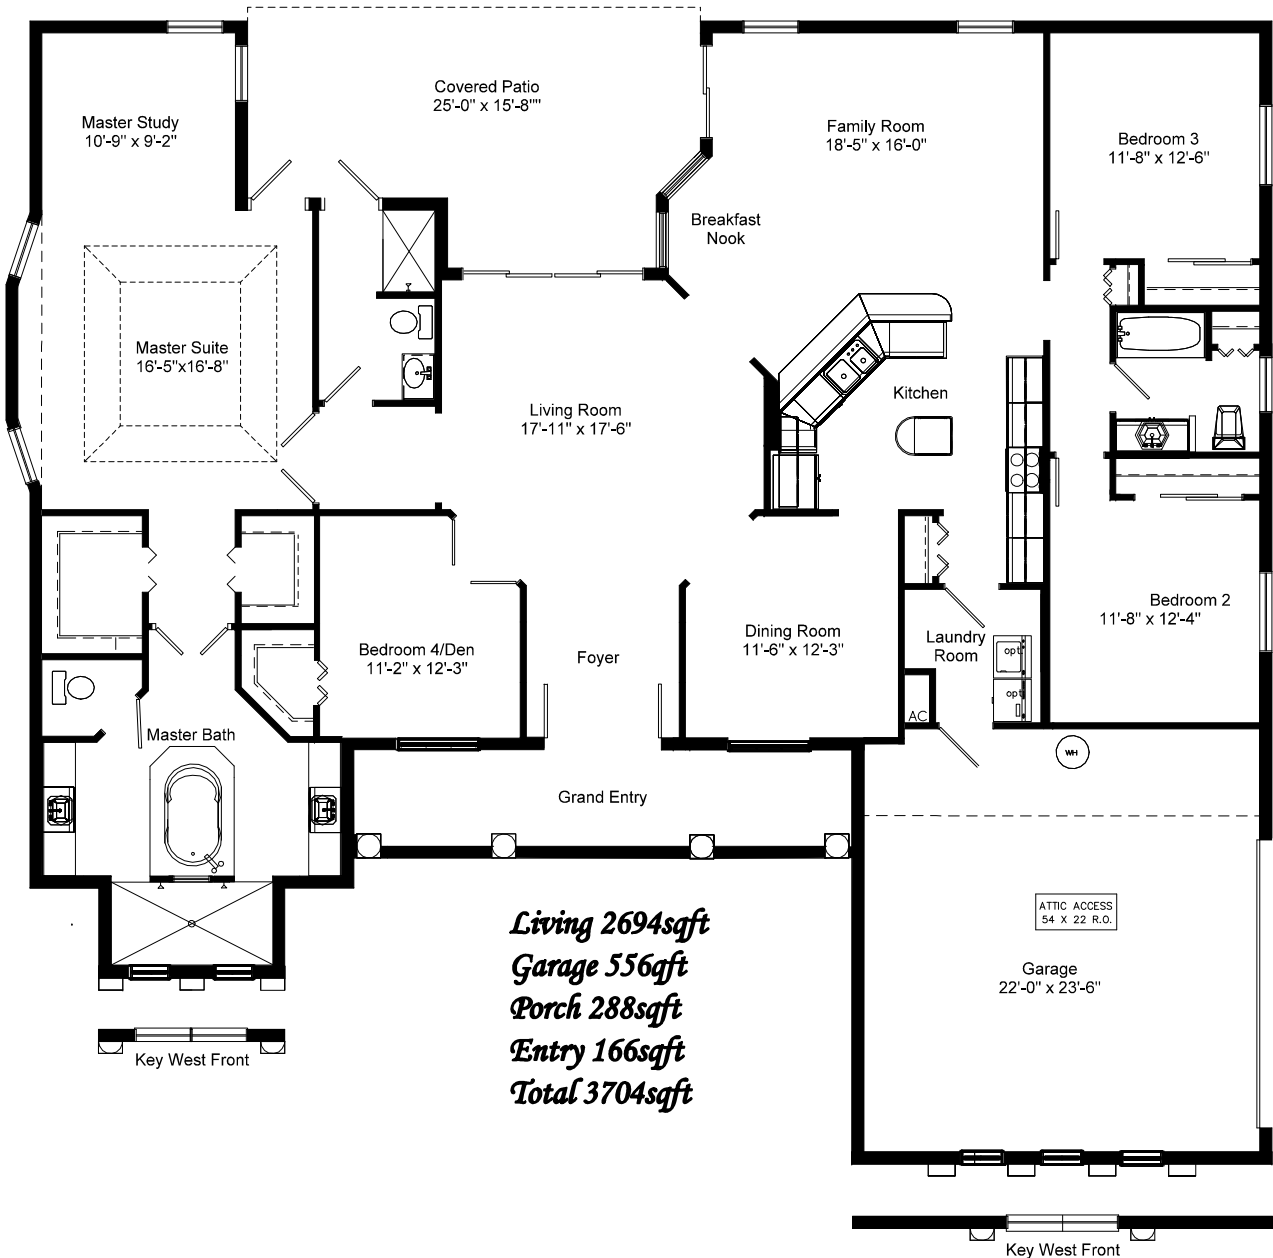 Covered Patio
25'-0" x 15'-8""
Master Study
10'-9" x 9'-2"
Family Room
18'-5" x 16'-0"
Bedroom 3
11'-8" x 12'-6"
Breakfast
Nook
Master Suite
16'-5"x16'-8"
Kitchen
Living Room
17'-11" x 17'-6"
Bedroom 2
11'-8" x 12'-4"
Dining Room
11'-6" x 12'-3"
Laundry
Room
opt
opt
Bedroom 4/Den
11'-2" x 12'-3"
Foyer
AC
Master Bath
WH
Grand Entry
ATTIC ACCESS
54 X 22 R.O.
Living 2694sqft
Garage 556qft
Porch 288sqft
Entry 166sqft
Total 3704sqft
Garage
22'-0" x 23'-6"
Key West Front
Key West Front